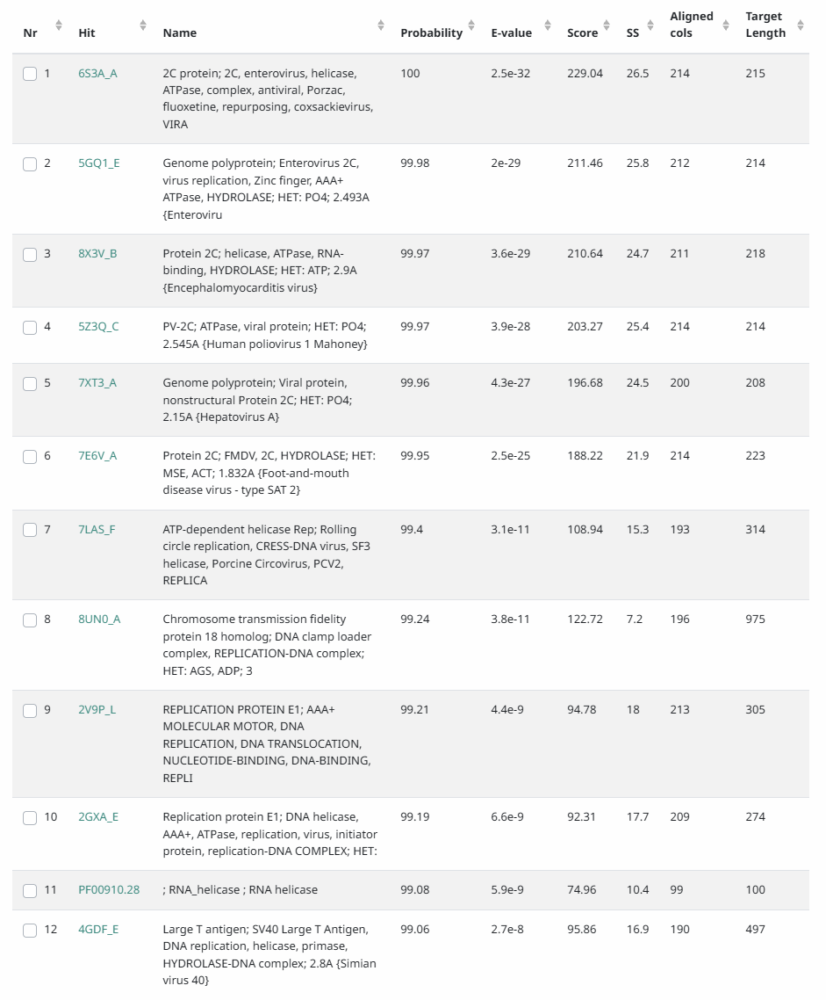 Nr Hit Name Probability E-value Score SS Aligned cols Target Length
1 6S3A_A 2C protein; 2C, enterovirus, helicase, 100 2.5e-32 229.04 26.5 214 215
ATPase, complex, antiviral, Porzac,
fluoxetine, repurposing, coxsackievirus,
VIRA
2 5GQ1_E Genome polyprotein; Enterovirus 2C, 99.98 2e-29 211.46 25.8 212 214
virus replication, Zinc finger, AAA+
ATPase, HYDROLASE; HET: PO4; 2.493A
{Enteroviru
3 8X3V_B Protein 2C; helicase, ATPase, RNA- 99.97 3.6e-29 210.64 24.7 211 218
binding, HYDROLASE; HET: ATP; 2.9A
{Encephalomyocarditis virus}
4 5Z3Q_C PV-2C; ATPase, viral protein; HET: PO4; 99.97 3.9e-28 203.27 25.4 214 214
2.545A {Human poliovirus 1 Mahoney}
5 7XT3_A Genome polyprotein; Viral protein, 99.96 4.3e-27 196.68 24.5 200 208
nonstructural Protein 2C; HET: PO4;
2.15A {Hepatovirus A}
6 7E6V_A Protein 2C; FMDV, 2C, HYDROLASE; HET: 99.95 2.5e-25 188.22 21.9 214 223
MSE, ACT; 1.832A {Foot-and-mouth
disease virus - type SAT 2}
7 7LAS_F ATP-dependent helicase Rep; Rolling 99.4 3.1e-11 108.94 15.3 193 314
circle replication, CRESS-DNA virus, SF3
helicase, Porcine Circovirus, PCV2,
REPLICA
8 8UN0_A Chromosome transmission fidelity 99.24 3.8e-11 122.72 7.2 196 975
protein 18 homolog; DNA clamp loader
complex, REPLICATION-DNA complex;
HET: AGS, ADP; 3
9 2V9P_L REPLICATION PROTEIN E1; AAA+ 99.21 4.4e-9 94.78 18 213 305
MOLECULAR MOTOR, DNA
REPLICATION, DNA TRANSLOCATION,
NUCLEOTIDE-BINDING, DNA-BINDING,
REPLI
10 2GXA_E Replication protein E1; DNA helicase, 99.19 6.6e-9 92.31 17.7 209 274
AAA+, ATPase, replication, virus, initiator
protein, replication-DNA COMPLEX; HET:
11 PF00910.28 ; RNA_helicase ; RNA helicase 99.08 5.9e-9 74.96 10.4 99 100
12 4GDF_E Large T antigen; SV40 Large T Antigen, 99.06 2.7e-8 95.86 16.9 190 497
DNA replication, helicase, primase,
HYDROLASE-DNA complex; 2.8A {Simian
virus 40}